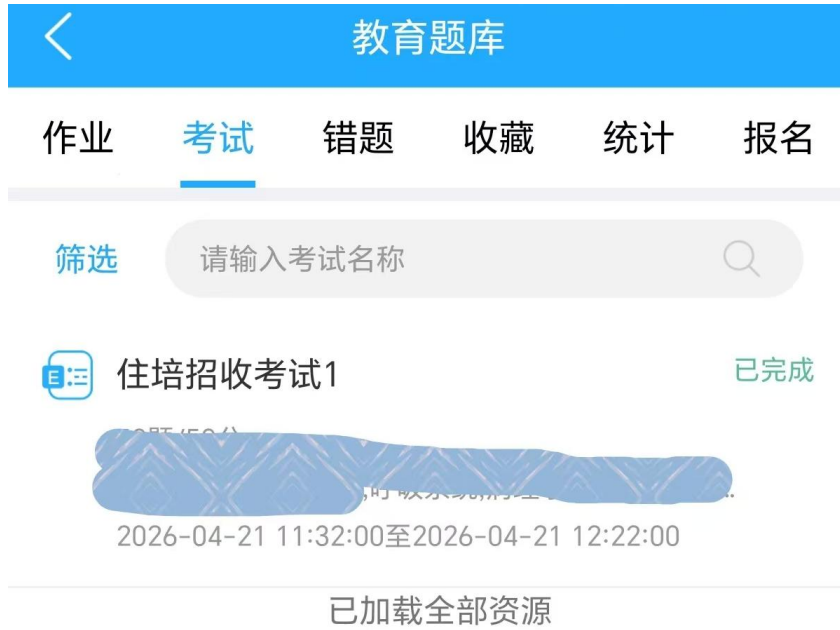 教育题库
作业 考试 错题 收藏 统计 报名
筛选 请输入考试名称
住培招收考试1 已完成
2026-04-21 11:32:00至2026-04-21 12:22:00
已加载全部资源